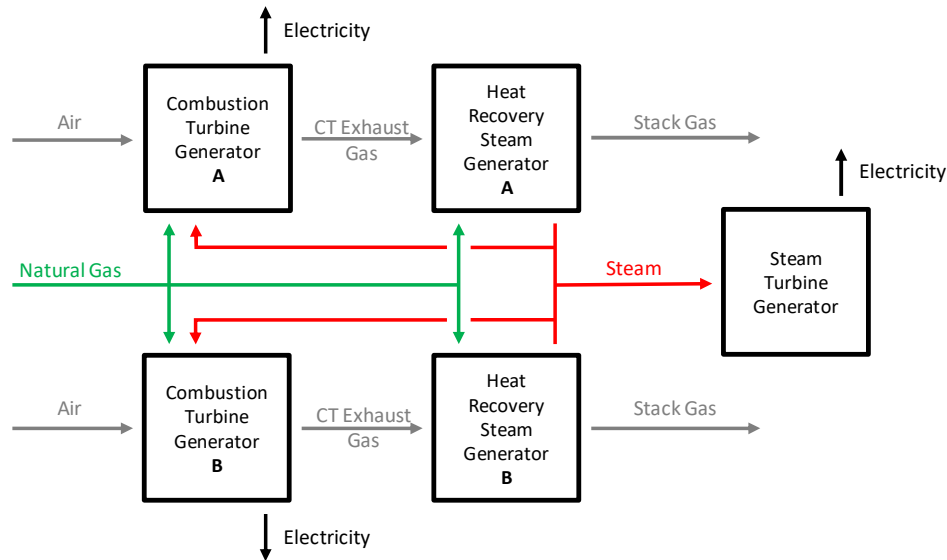 Electricity
Combustion
Turbine
Generator
A
Heat
Recovery
Steam
Generator
A
Air
CT Exhaust
Gas
Stack Gas
Electricity
Natural Gas
Steam
Steam
Turbine
Generator
Combustion
Turbine
Generator
B
Heat
Recovery
Steam
Generator
B
Air
CT Exhaust
Gas
Stack Gas
Electricity